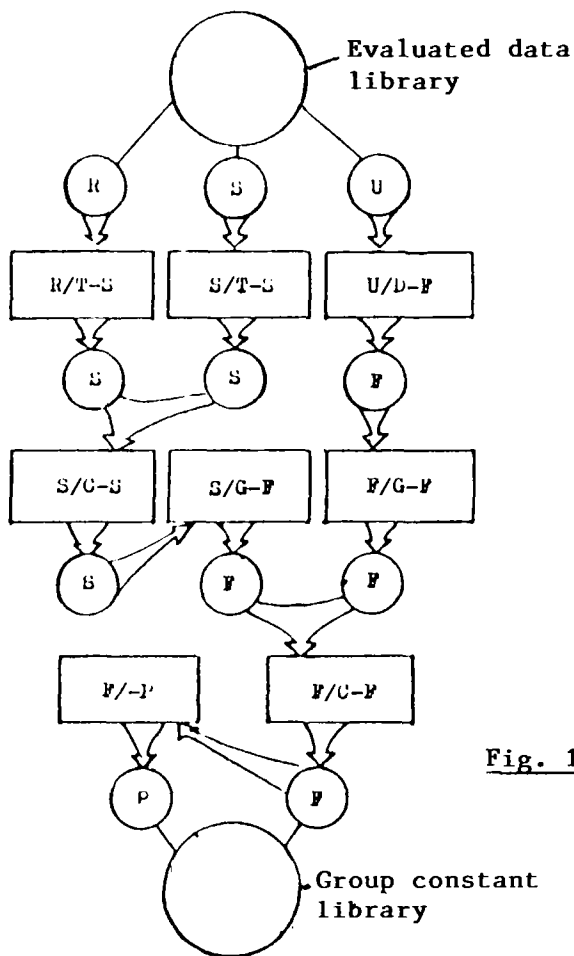 Evaluated data
library
R S U
R/T-S S/T-S U/D-F
S S F
S/C-S S/G-F F/G-F
S F F
F/-P F/C-F
P F
Fig. 1
Group constant
library